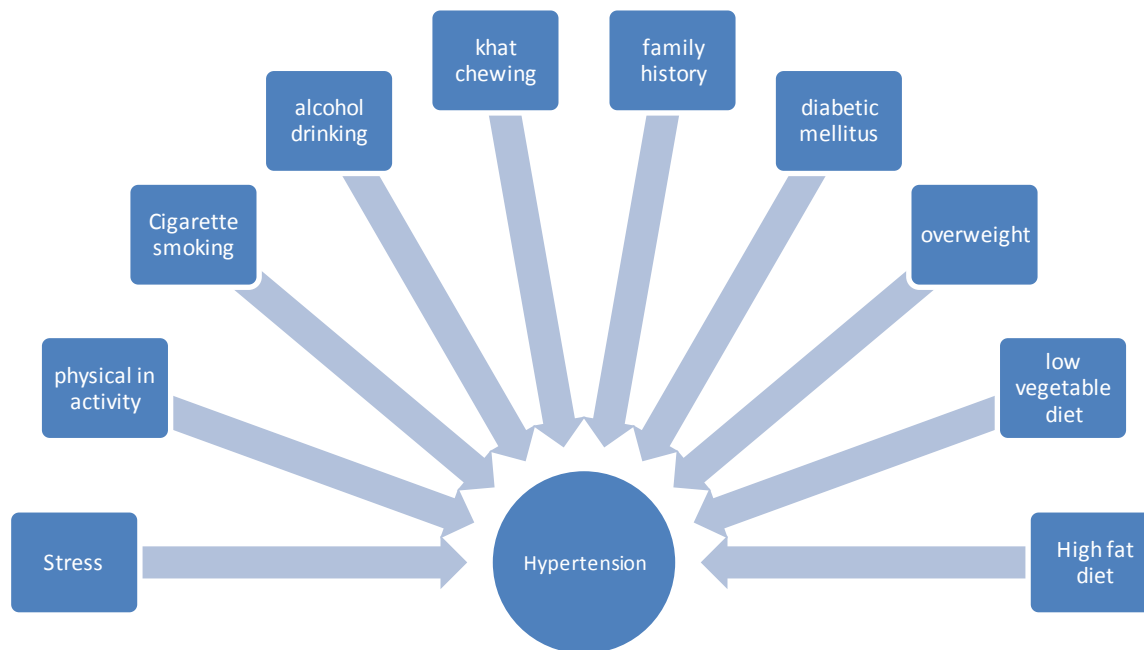 khat
chewing
family
history
alcohol
drinking
diabetic
mellitus
Cigarette
smoking
overweight
physical in
activity
low
vegetable
diet
Stress
Hypertension
High fat
diet